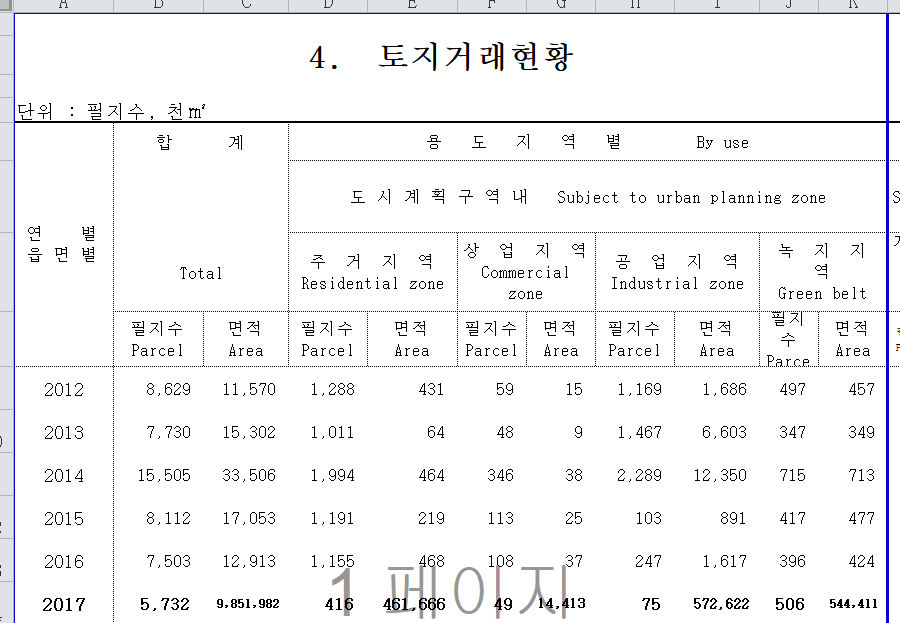 A B C D E F G H I J K
4. 토지거래현황
단위 : 필지수, 천㎡
합 계 용 도 지 역 별 By use
도 시 계 획 구 역 내 Subject to urban planning zone
연 별
읍 면 별
Total
주 거 지 역
Residential zone
상 업 지 역
Commercial
zone
공 업 지 역
Industrial zone
녹 지 지
역
Green belt
필지수 면적 필지수 면적 필지수 면적 필지수 면적 필지
수 면적
Parcel Area Parcel Area Parcel Area Parcel Area Parce Area
2012 8,629 11,570 1,288 431 59 15 1,169 1,686 497 457
2013 7,730 15,302 1,011 64 48 9 1,467 6,603 347 349
2014 15,505 33,506 1,994 464 346 38 2,289 12,350 715 713
2015 8,112 17,053 1,191 219 113 25 103 891 417 477
2016 7,503 12,913 1,155 468 108 37 247 1,617 396 424
1 페이지
2017 5,732 9,851,982 416 461,666 49 14,413 75 572,622 506 544,411